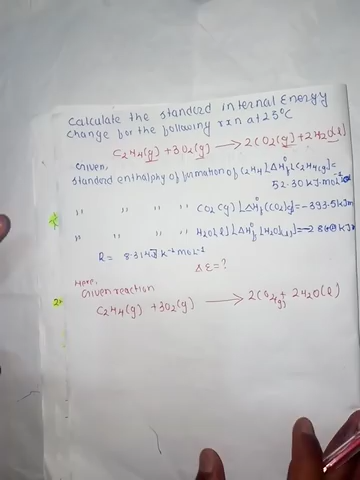 Calculate the standard internal Energy
change for the following rxn at 25°C
C2H4(g) + 3O2(g) → 2CO2(g) + 2H2O(l)
Given,
standard enthalphy of formation of C2H4 [ΔH°f (C2H4(g)] =
52.30 kJ.mol-1
" " " CO2(g) [ΔH°f (CO2)g] = -393.5 kJ
" " " H2O(l) [ΔH°f (H2O(l))] =
R = 8.314 J K-1 mol-1
ΔE = ?
Here,
Given reaction
C2H4(g) + 3O2(g) → 2CO2(g) + 2H2O(l)